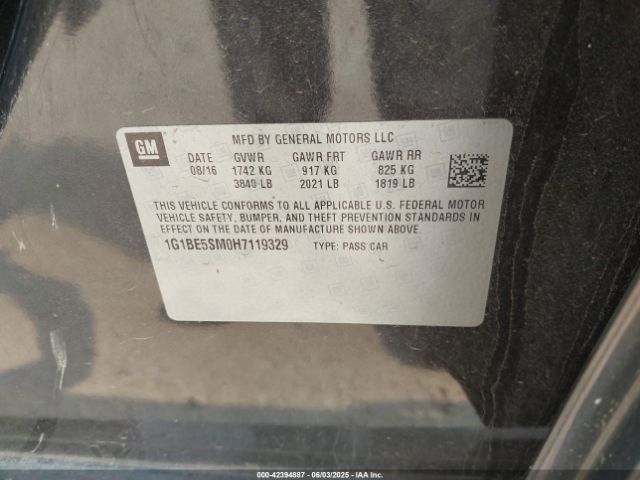 GM
MFD BY GENERAL MOTORS LLC
DATE GVWR GAWR FRT GAWR RR
08/16 1742 KG 917 KG 825 KG
3840 LB 2021 LB 1819 LB
THIS VEHICLE CONFORMS TO ALL APPLICABLE U.S. FEDERAL MOTOR
VEHICLE SAFETY, BUMPER, AND THEFT PREVENTION STANDARDS IN
EFFECT ON THE DATE OF MANUFACTURE SHOWN ABOVE.
1G1BE5SM0H7119329 TYPE: PASS CAR
© 42394887 - 06/03/2025 - IAA Inc.